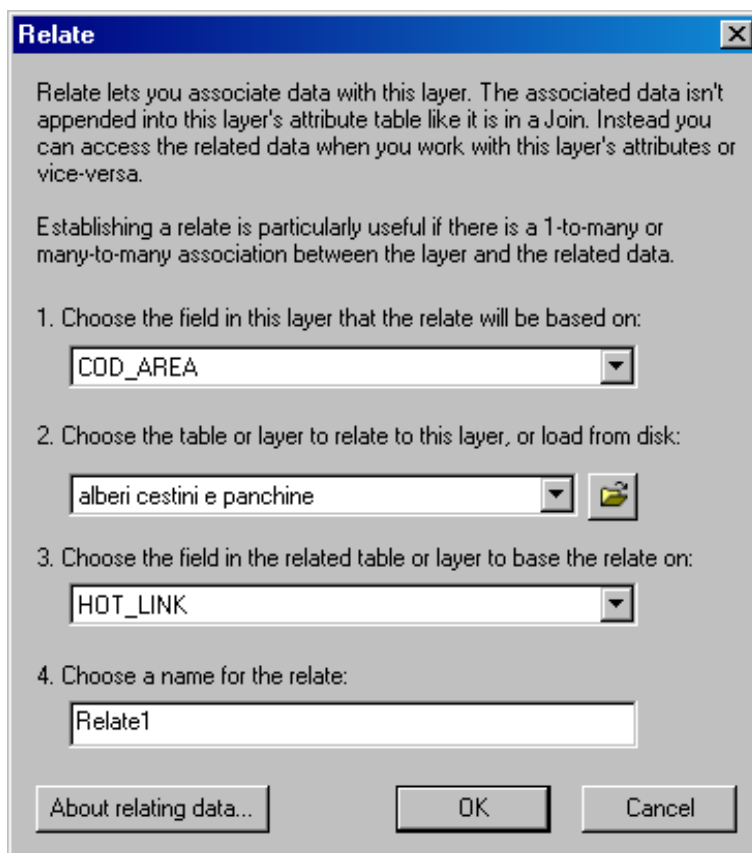 Relate
Relate lets you associate data with this layer. The associated data isn't
appended into this layer's attribute table like it is in a Join. Instead you
can access the related data when you work with this layer's attributes or
vice-versa.
Establishing a relate is particularly useful if there is a 1-to-many or
many-to-many association between the layer and the related data.
1. Choose the field in this layer that the relate will be based on:
COD_AREA
2. Choose the table or layer to relate to this layer, or load from disk:
alberi cestini e panchine
3. Choose the field in the related table or layer to base the relate on:
HOT_LINK
4. Choose a name for the relate:
Relate1
About relating data... OK Cancel